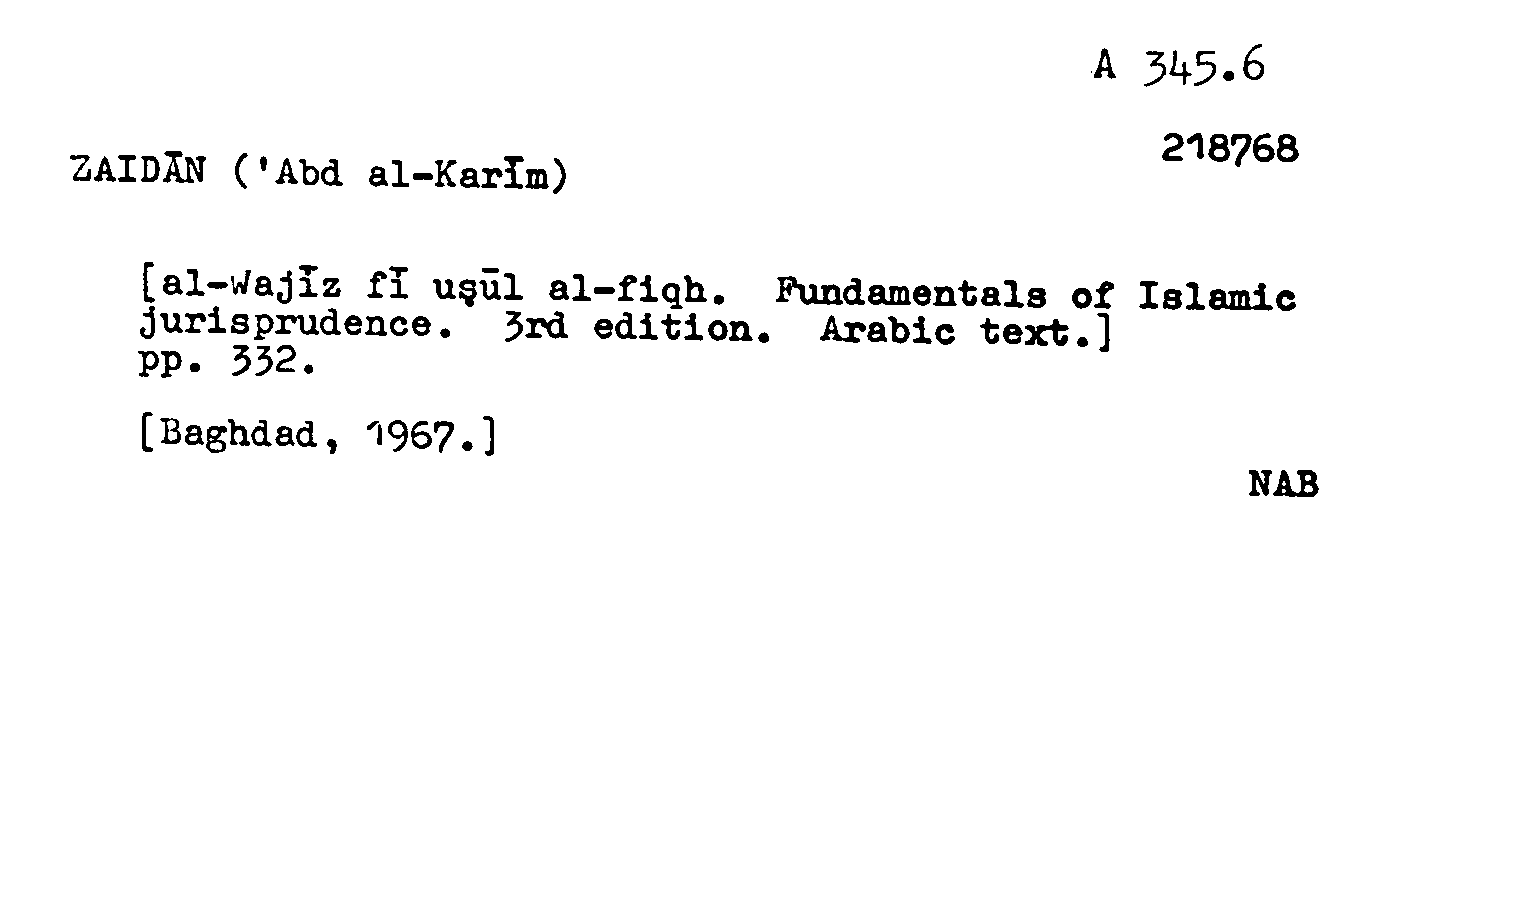 A 345.6
218768
ZAIDĀN ('Abd al-Karīm)
[al-Wajīz fī uṣūl al-fiqh.  Fundamentals of Islamic
jurisprudence.  3rd edition.  Arabic text.]
pp. 332.
[Baghdad, 1967.]
NAB